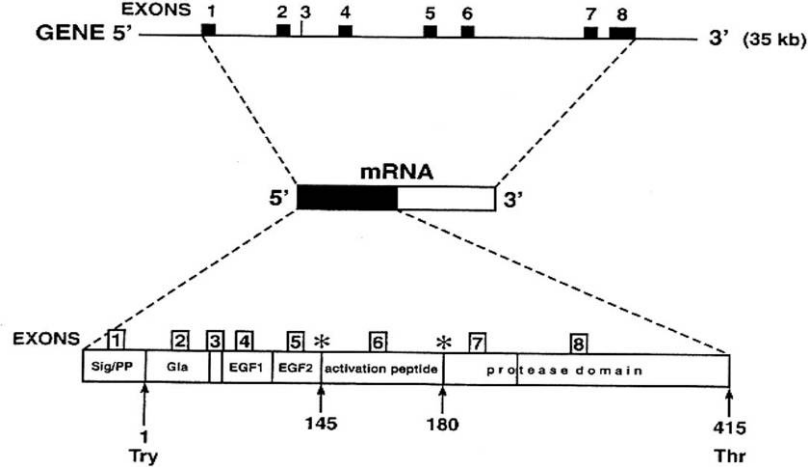 EXONS 1 2 3 4 5 6 7 8
GENE 5’ 3’ (35 kb)
mRNA
5’ 3’
EXONS 1 2 3 4 5 * 6 * 7 8
Sig/PP Gla EGF1 EGF2 activation peptide protease domain
1 145 180 415
Try Thr